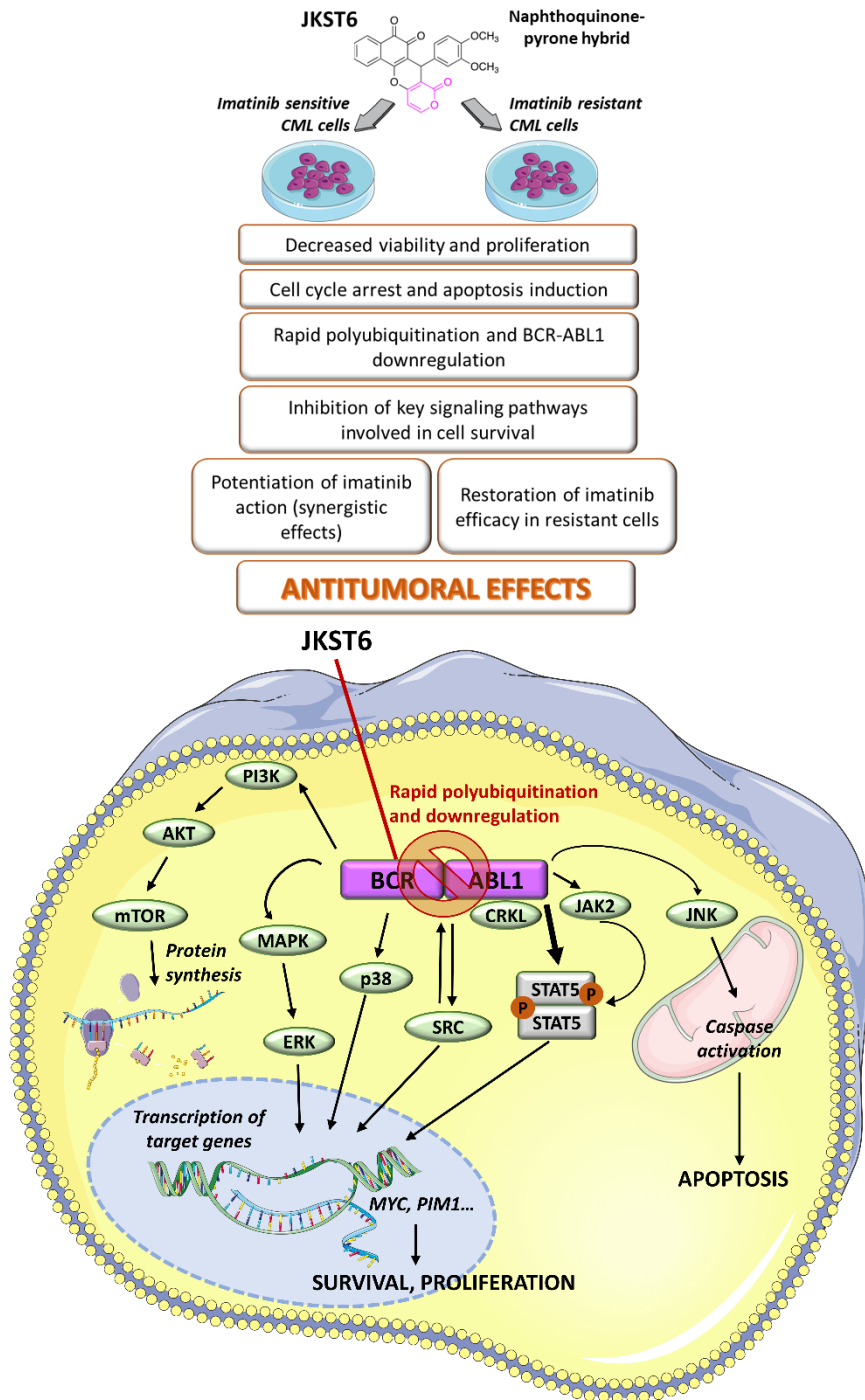 JKST6
Naphthoquinone-
pyrone hybrid
O
O
OCH3
OCH3
O
O
O
Imatinib sensitive
CML cells
Imatinib resistant
CML cells
Decreased viability and proliferation
Cell cycle arrest and apoptosis induction
Rapid polyubiquitination and BCR-ABL1
downregulation
Inhibition of key signaling pathways
involved in cell survival
Potentiation of imatinib
action (synergistic
effects)
Restoration of imatinib
efficacy in resistant cells
ANTITUMORAL EFFECTS
JKST6
PI3K
Rapid polyubiquitination
and downregulation
AKT
BCR
ABL1
mTOR
CRKL
JAK2
JNK
MAPK
Protein
synthesis
p38
STAT5
P
P
STAT5
SRC
ERK
Caspase
activation
Transcription of
target genes
APOPTOSIS
MYC, PIM1...
SURVIVAL, PROLIFERATION